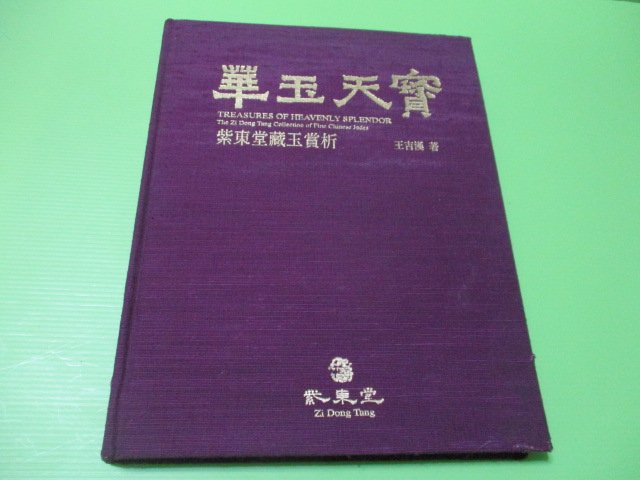 華玉天寶
TREASURES OF HEAVENLY SPLENDOR
The Zi Dong Tang Collection of Fine Chinese Jades
紫東堂藏玉賞析 王吉漢 著
紫東堂
Zi Dong Tang